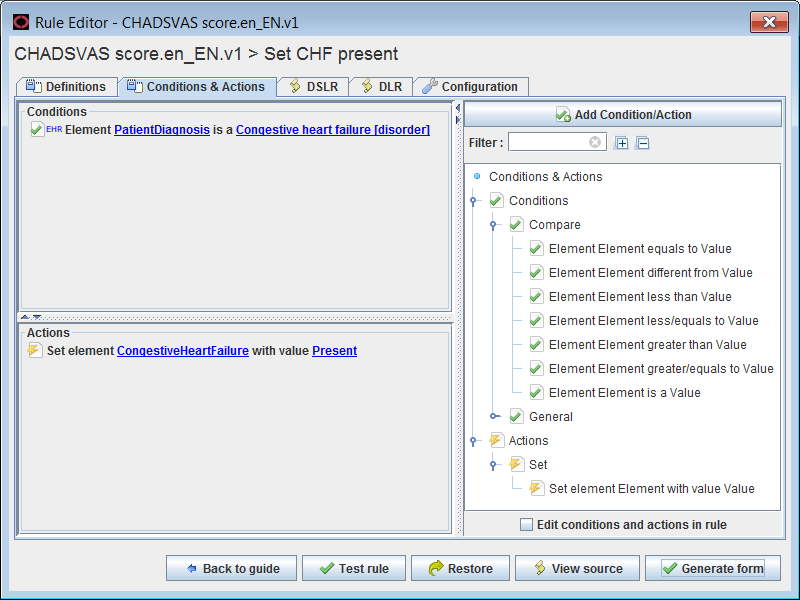 Rule Editor - CHADSVAS score.en_EN.v1
CHADSVAS score.en_EN.v1 > Set CHF present
Definitions
Conditions & Actions
DSLR
DLR
Configuration
Conditions
EHR Element PatientDiagnosis is a Congestive heart failure [disorder]
Actions
Set element CongestiveHeartFailure with value Present
Add Condition/Action
Filter :
Conditions & Actions
Conditions
Compare
Element Element equals to Value
Element Element different from Value
Element Element less than Value
Element Element less/equals to Value
Element Element greater than Value
Element Element greater/equals to Value
Element Element is a Value
General
Actions
Set
Set element Element with value Value
Edit conditions and actions in rule
Back to guide
Test rule
Restore
View source
Generate form